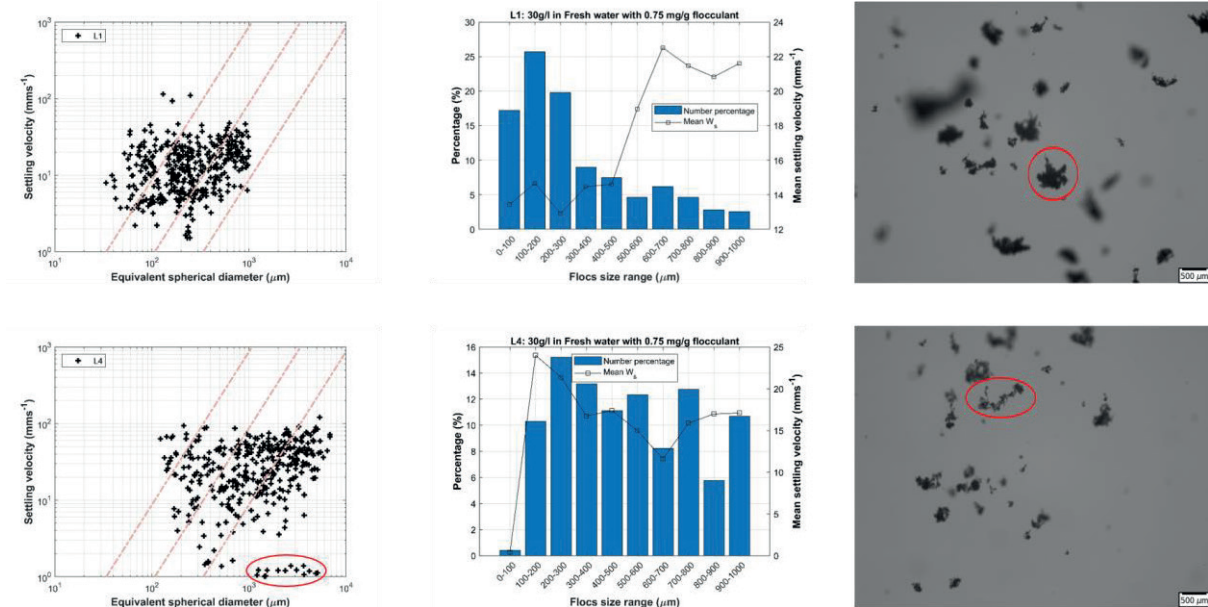 L1
Settling velocity (mms⁻¹)
10³
10²
10¹
10⁰
10¹ 10² 10³ 10⁴
Equivalent spherical diameter (μm)
L1: 30g/l in Fresh water with 0.75 mg/g flocculant
Percentage (%)
30
25
20
15
10
5
0
Number percentage
Mean Wₛ
24
23
22
21
20
19
18
17
16
15
14
13
12
Mean settling velocity (mms⁻¹)
0-100 100-200 200-300 300-400 400-500 500-600 600-700 700-800 800-900 900-1000
Flocs size range (μm)
500 μm
L4
Settling velocity (mms⁻¹)
10³
10²
10¹
10⁰
10¹ 10² 10³ 10⁴
Equivalent spherical diameter (μm)
L4: 30g/l in Fresh water with 0.75 mg/g flocculant
Percentage (%)
16
14
12
10
8
6
4
2
0
Number percentage
Mean Wₛ
25
20
15
10
5
0
Mean settling velocity (mms⁻¹)
0-100 100-200 200-300 300-400 400-500 500-600 600-700 700-800 800-900 900-1000
Flocs size range (μm)
500 μm